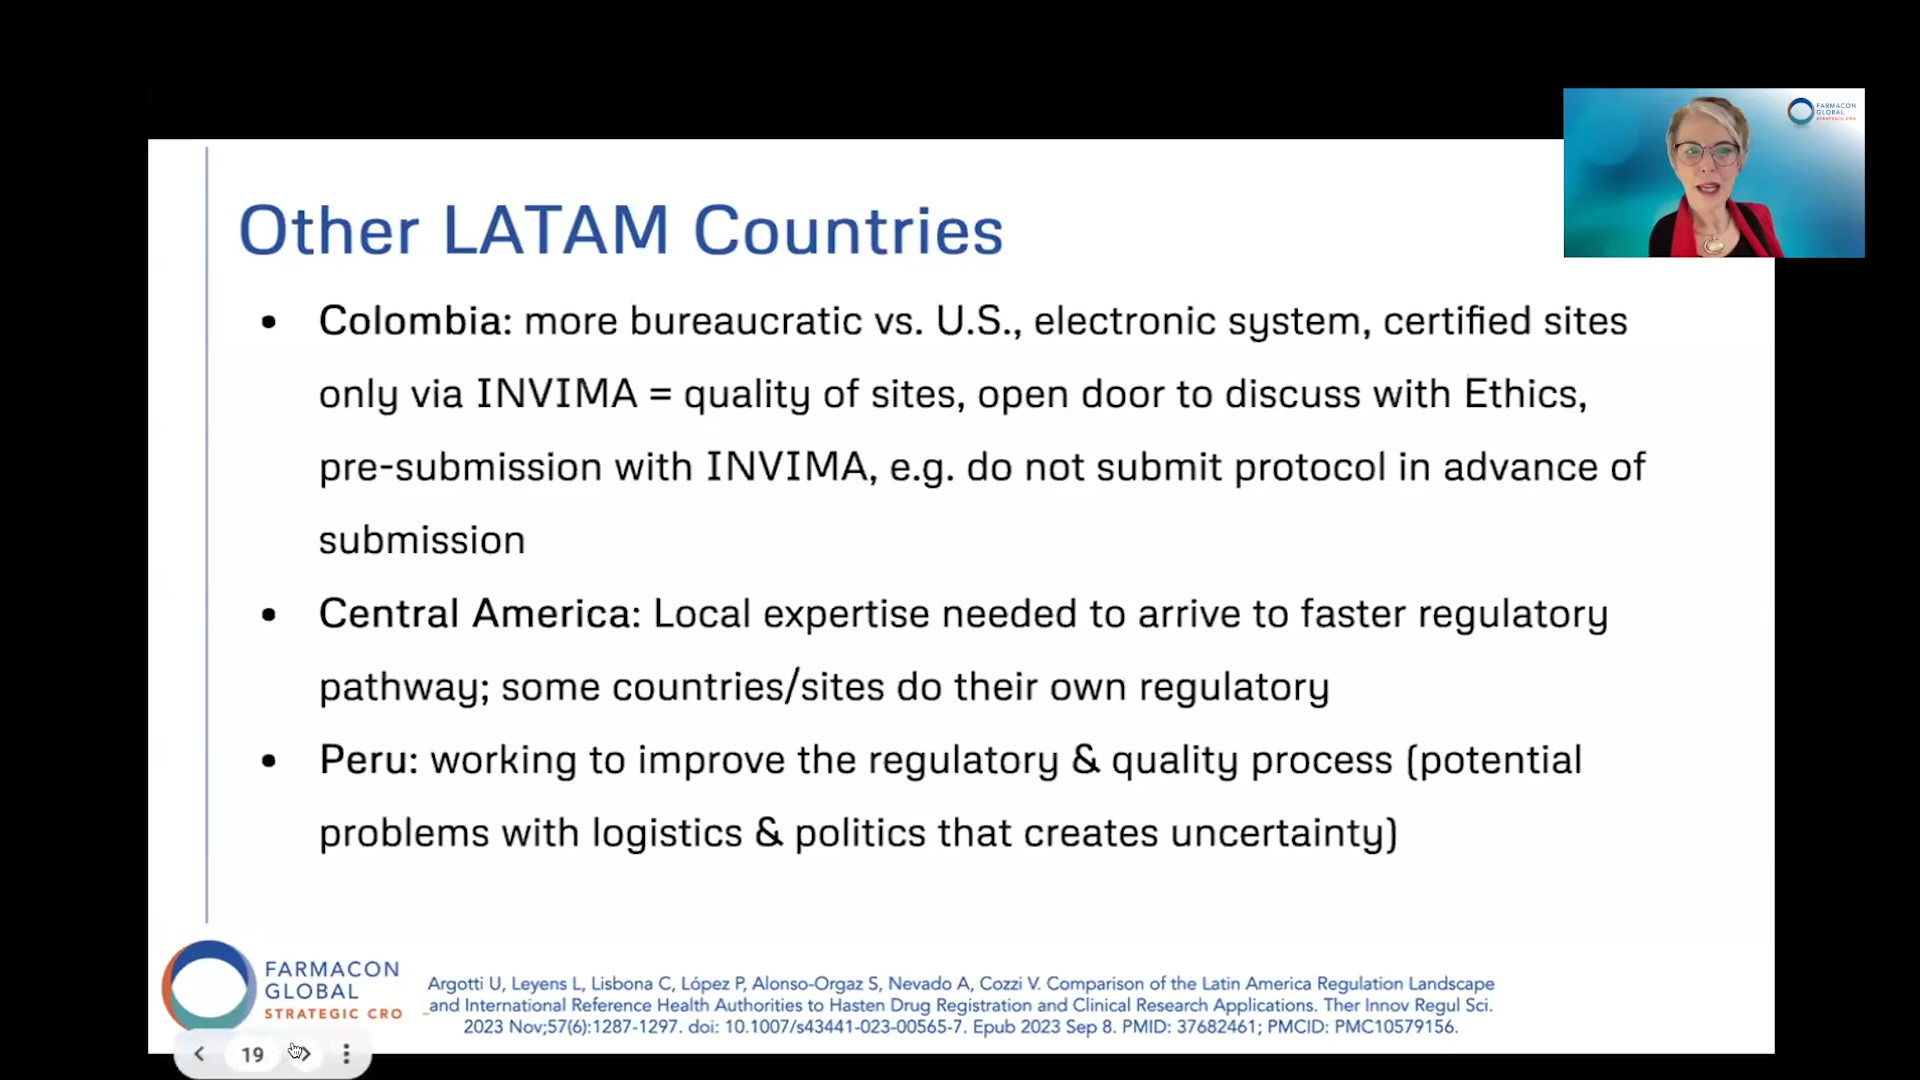 FARMACON
GLOBAL
STRATEGIC CRO
Other LATAM Countries
• Colombia: more bureaucratic vs. U.S., electronic system, certified sites
only via INVIMA = quality of sites, open door to discuss with Ethics,
pre-submission with INVIMA, e.g. do not submit protocol in advance of
submission
• Central America: Local expertise needed to arrive to faster regulatory
pathway; some countries/sites do their own regulatory
• Peru: working to improve the regulatory & quality process (potential
problems with logistics & politics that creates uncertainty)
FARMACON
GLOBAL
STRATEGIC CRO
Argotti U, Leyens L, Lisbona C, López P, Alonso-Orgaz S, Nevado A, Cozzi V. Comparison of the Latin America Regulation Landscape
and International Reference Health Authorities to Hasten Drug Registration and Clinical Research Applications. Ther Innov Regul Sci.
2023 Nov;57(6):1287-1297. doi: 10.1007/s43441-023-00565-7. Epub 2023 Sep 8. PMID: 37682461; PMCID: PMC10579156.
19